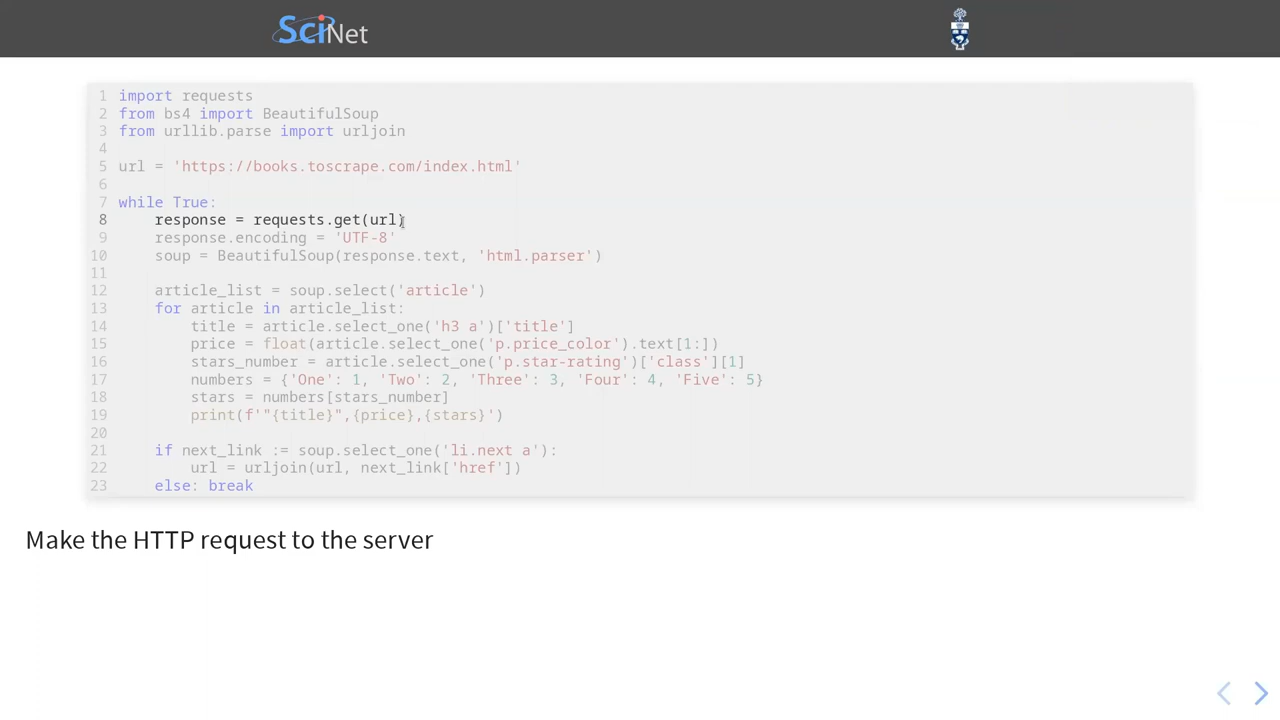 SciNet
1 import requests
2 from bs4 import BeautifulSoup
3 from urllib.parse import urljoin
4
5 url = 'https://books.toscrape.com/index.html'
6
7 while True:
8     response = requests.get(url)
9     response.encoding = 'UTF-8'
10     soup = BeautifulSoup(response.text, 'html.parser')
11
12     article_list = soup.select('article')
13     for article in article_list:
14         title = article.select_one('h3 a')['title']
15         price = float(article.select_one('p.price_color').text[1:])
16         stars_number = article.select_one('p.star-rating')['class'][1]
17         numbers = {'One': 1, 'Two': 2, 'Three': 3, 'Four': 4, 'Five': 5}
18         stars = numbers[stars_number]
19         print(f'"{title}",{price},{stars}')
20
21     if next_link := soup.select_one('li.next a'):
22         url = urljoin(url, next_link['href'])
23     else: break
Make the HTTP request to the server